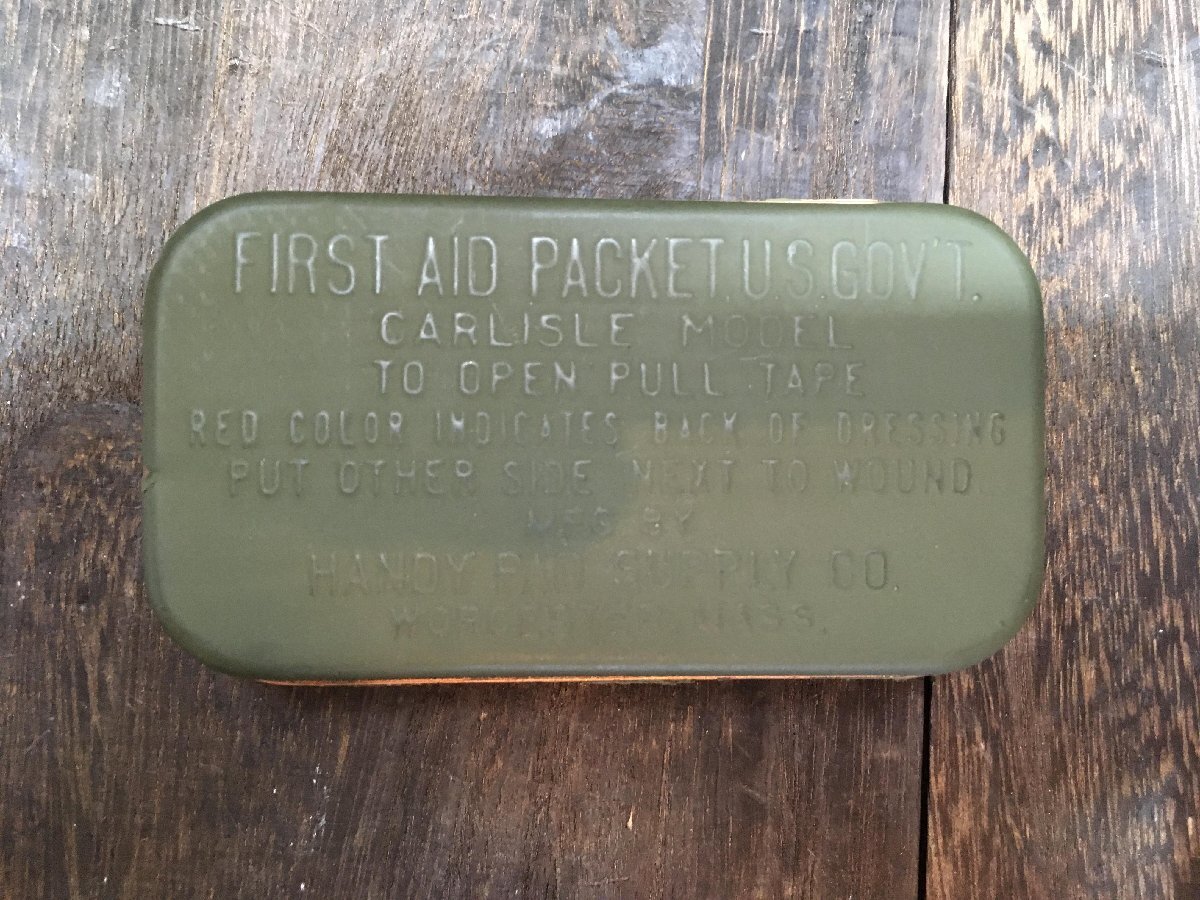 FIRST AID PACKET, U.S. GOV'T.
CARLISLE MODEL
TO OPEN PULL TAPE
RED COLOR INDICATES BACK OF DRESSING
PUT OTHER SIDE NEXT TO WOUND
MFG BY
HANDY PAD SUPPLY CO.
WORCESTER, MASS.